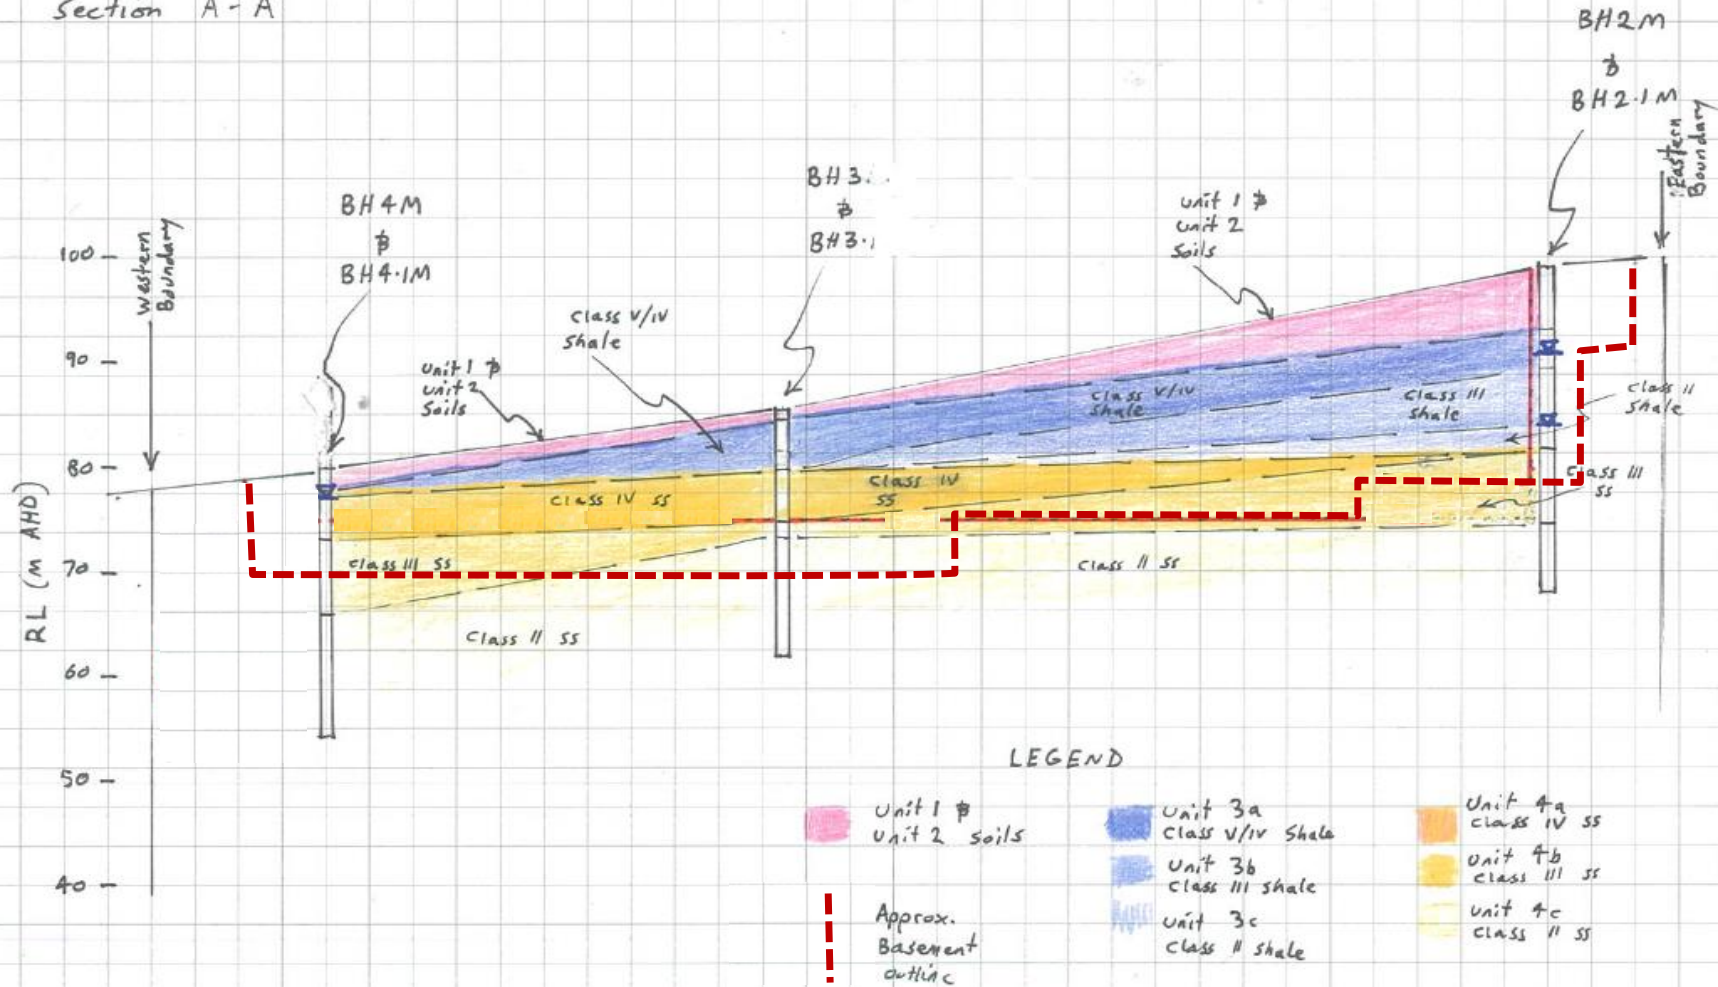 Section A - A
BH2M
&
BH2.1M
Eastern
Boundary
BH3.
&
BH3.
Unit 1 &
Unit 2
Soils
BH4M
&
BH4.1M
Western
Boundary
Class V/IV
Shale
Unit 1 &
Unit 2
Soils
100
90
80
70
60
50
40
RL (m AHD)
Class V/IV
Shale
Class III
Shale
Class II
Shale
Class IV SS
Class IV
SS
Class III
SS
Class III SS
Class II SS
Class II SS
LEGEND
Unit 1 &
Unit 2 Soils
Approx.
Basement
outline
Unit 3a
Class V/IV Shale
Unit 3b
Class III Shale
Unit 3c
Class II Shale
Unit 4a
Class IV SS
Unit 4b
Class III SS
Unit 4c
Class II SS